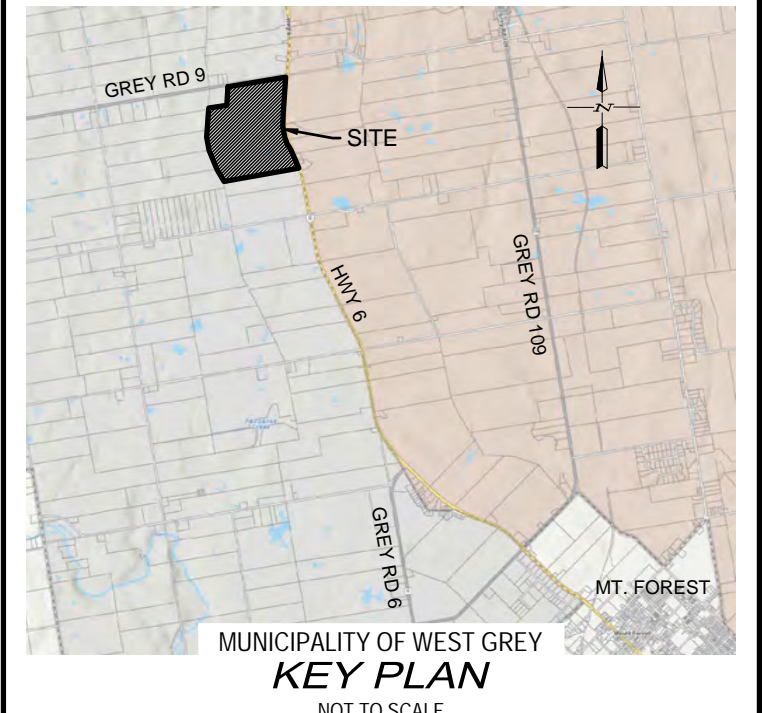 GREY RD 9
N
SITE
HWY 6
GREY RD 109
GREY RD 6
MT. FOREST
MUNICIPALITY OF WEST GREY
KEY PLAN
NOT TO SCALE